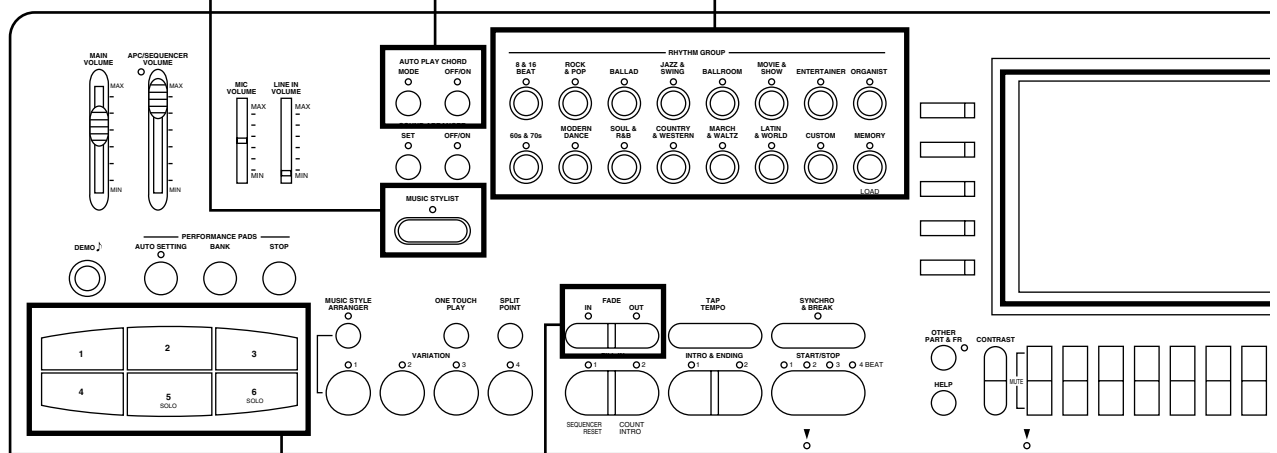 MAIN
VOLUME
APC/SEQUENCER
VOLUME
MAX
MAX
MIN
MIN
MIC
VOLUME
LINE IN
VOLUME
MAX
MAX
MIN
MIN
AUTO PLAY CHORD
MODE
OFF/ON
SET
OFF/ON
MUSIC STYLIST
RHYTHM GROUP
8 & 16
BEAT
ROCK
& POP
BALLAD
JAZZ &
SWING
BALLROOM
MOVIE &
SHOW
ENTERTAINER
ORGANIST
60s & 70s
MODERN
DANCE
SOUL &
R&B
COUNTRY
& WESTERN
MARCH
& WALTZ
LATIN
& WORLD
CUSTOM
MEMORY
LOAD
DEMO
PERFORMANCE PADS
AUTO SETTING
BANK
STOP
1
2
3
4
5
SOLO
6
SOLO
MUSIC STYLE
ARRANGER
ONE TOUCH
PLAY
SPLIT
POINT
VARIATION
1
2
3
4
FADE
IN
OUT
TAP
TEMPO
SYNCHRO
& BREAK
1
2
INTRO & ENDING
1
2
START/STOP
1
2
3
4 BEAT
SEQUENCER
RESET
COUNT
INTRO
OTHER
PART & FR
CONTRAST
HELP
MUTE